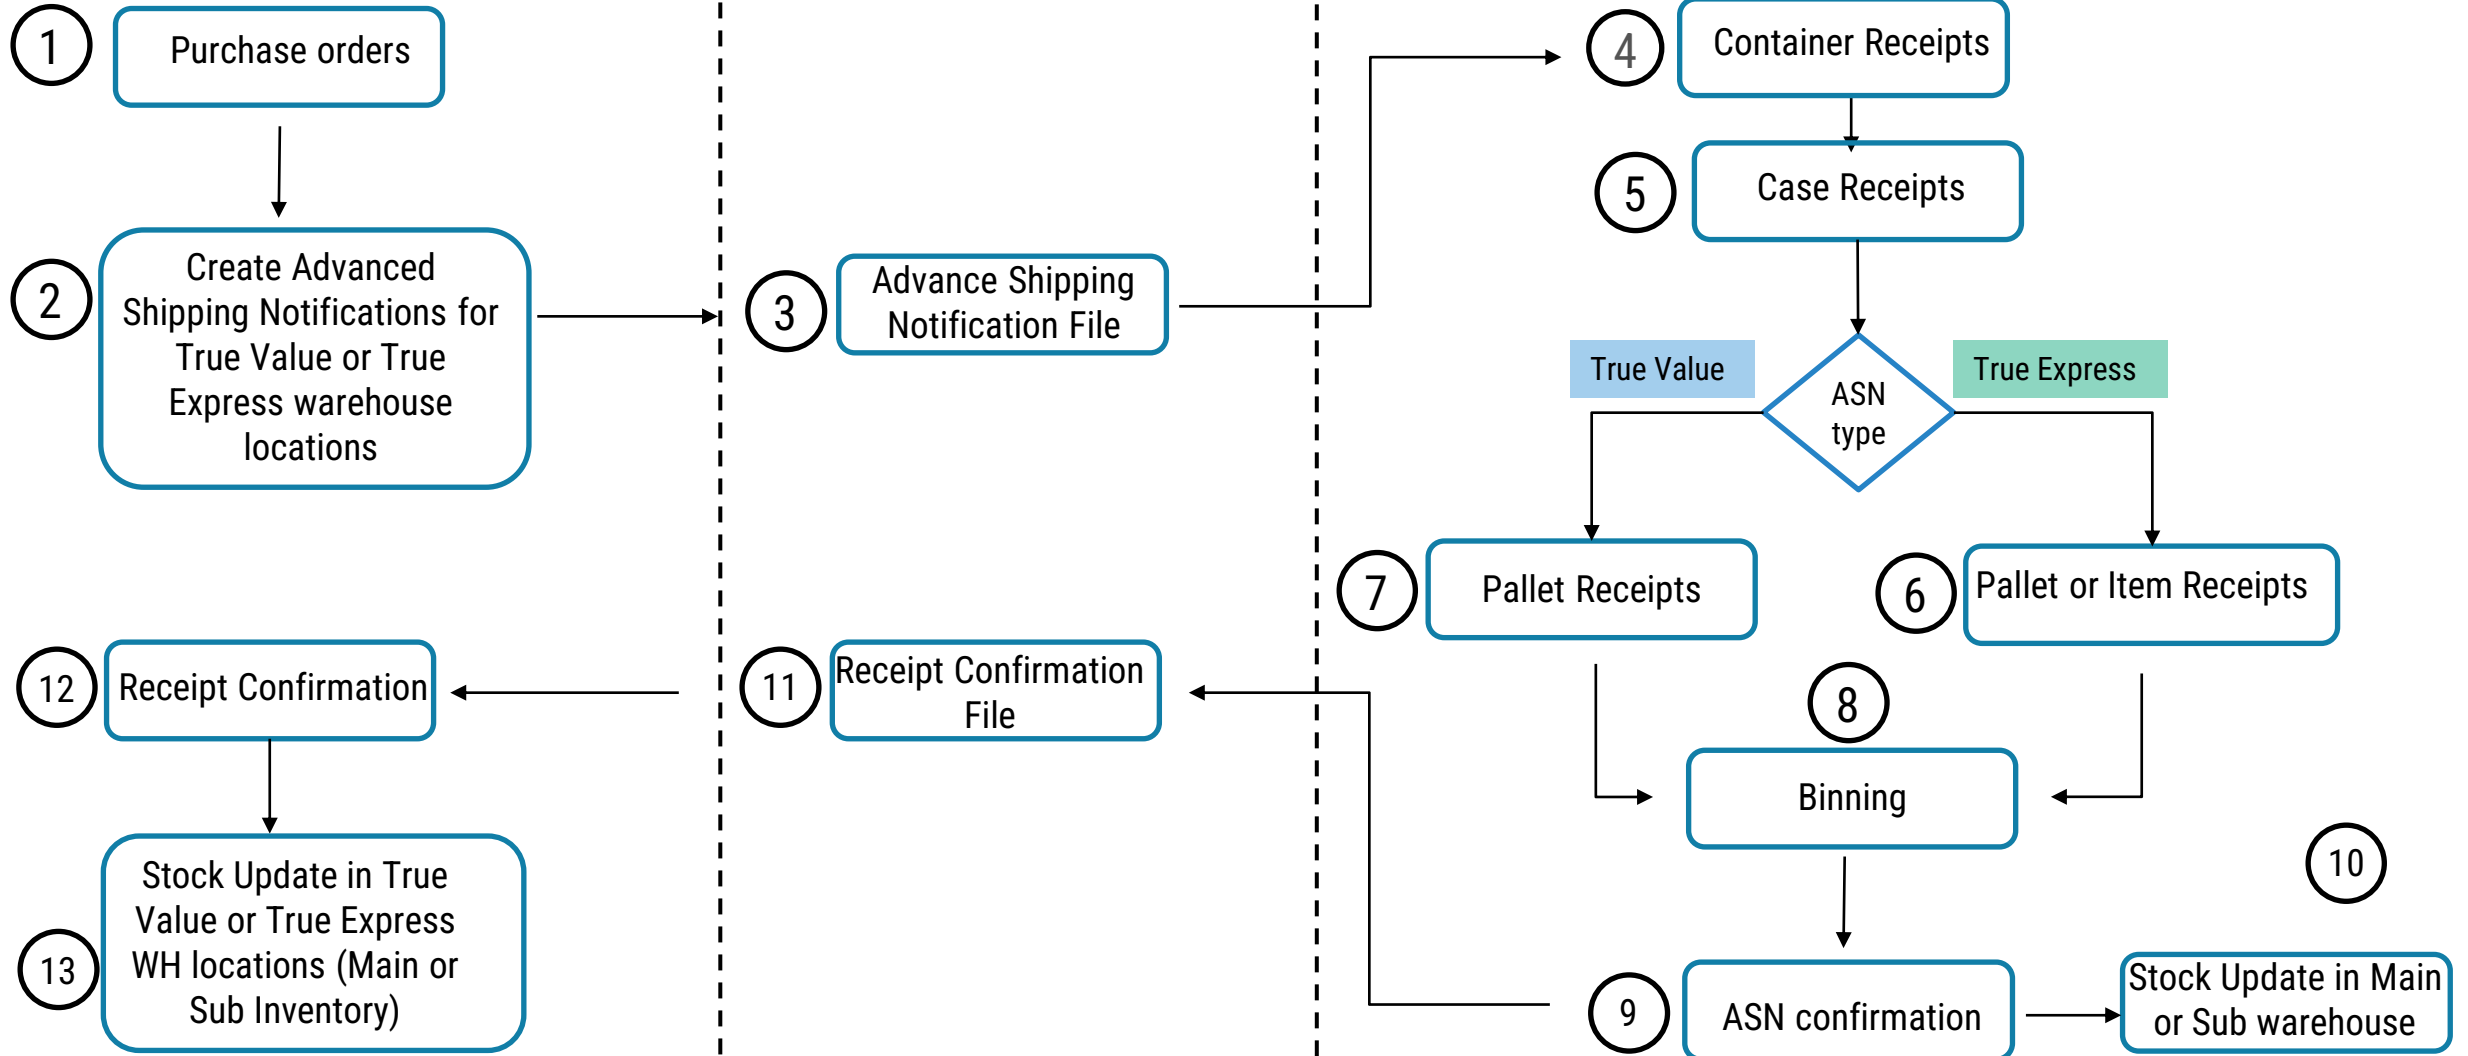 1
Purchase orders
2
Create Advanced
Shipping Notifications for
True Value or True
Express warehouse
locations
3
Advance Shipping
Notification File
4
Container Receipts
5
Case Receipts
True Value
ASN
type
True Express
7
Pallet Receipts
6
Pallet or Item Receipts
8
Binning
9
ASN confirmation
10
Stock Update in Main
or Sub warehouse
11
Receipt Confirmation
File
12
Receipt Confirmation
13
Stock Update in True
Value or True Express
WH locations (Main or
Sub Inventory)